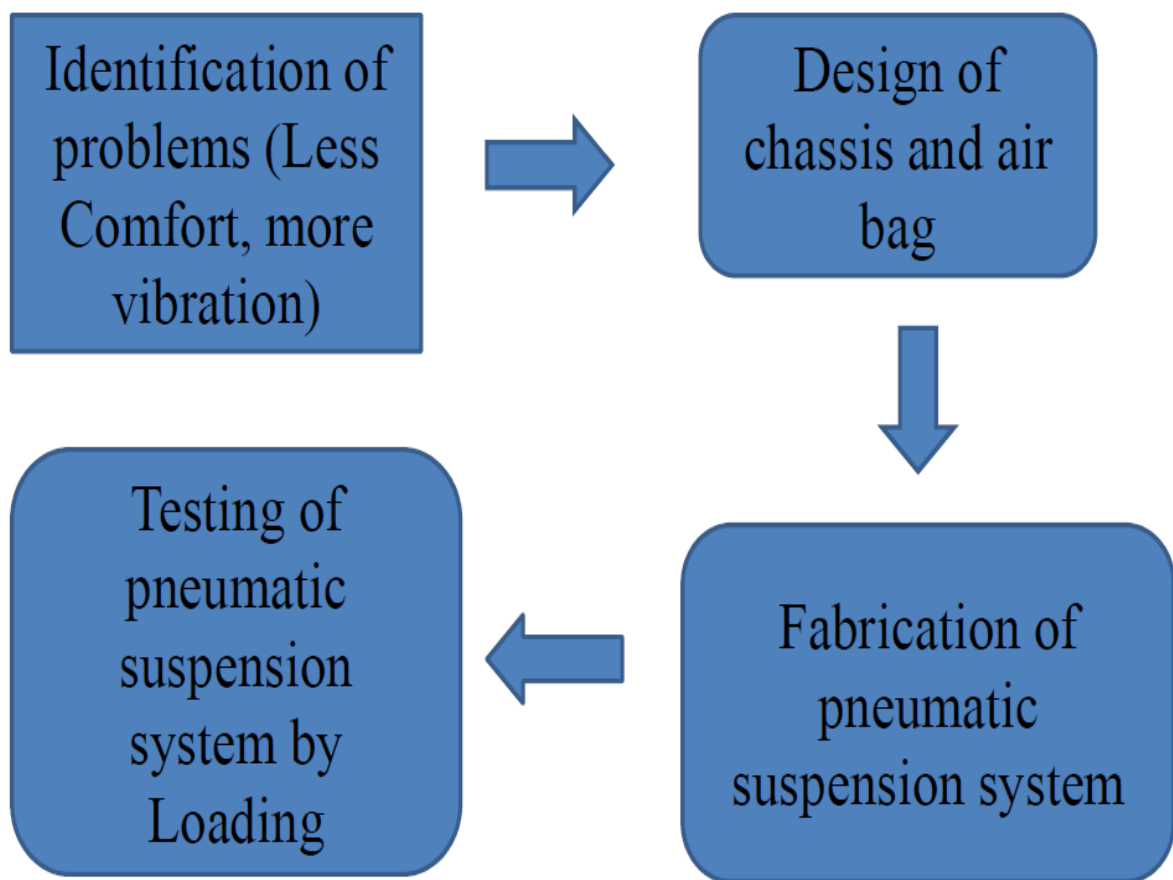 Identification of
problems (Less
Comfort, more
vibration)
Design of
chassis and air
bag
Fabrication of
pneumatic
suspension system
Testing of
pneumatic
suspension
system by
Loading